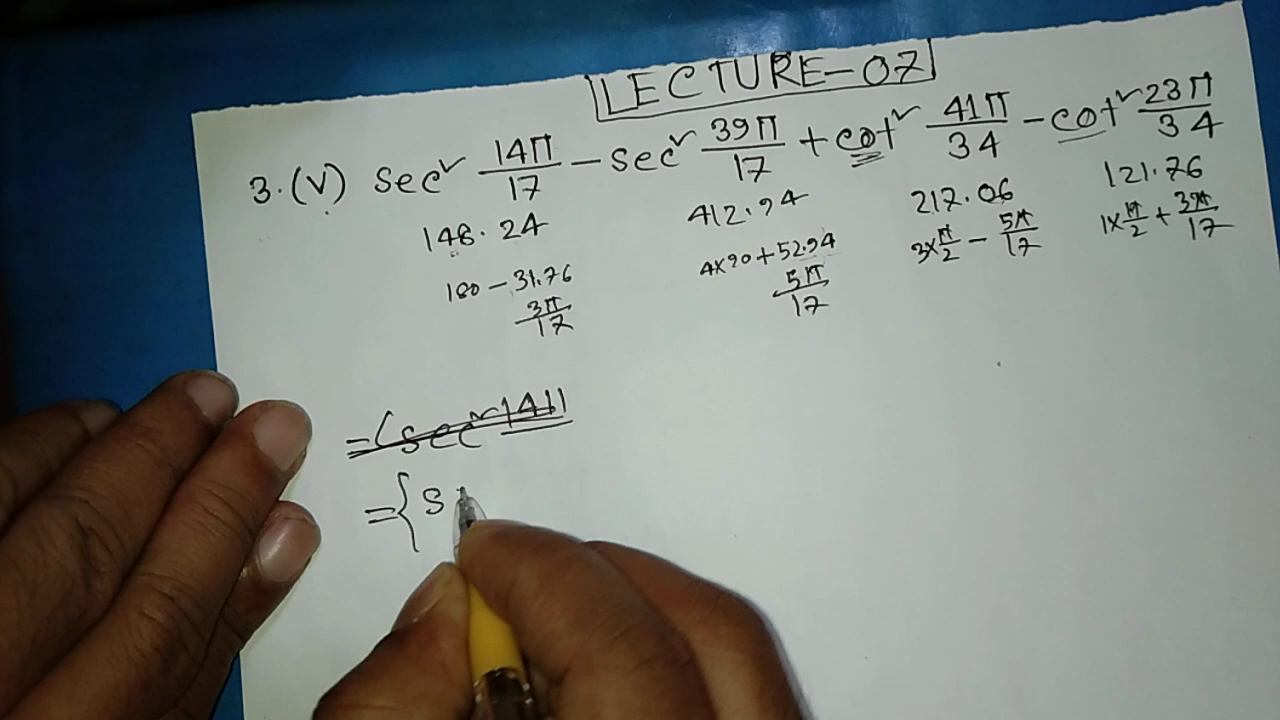 LECTURE-07
3.(V) sec² 14π/17 - sec² 39π/17 + cot² 41π/34 - cot² 23π/34
148.24 412.94 217.06 121.76
180 - 31.76 4×90 + 52.94 3×π/2 - 5π/17 1×π/2 + 3π/17
3π/17 5π/17
=(sec² 14π
={s